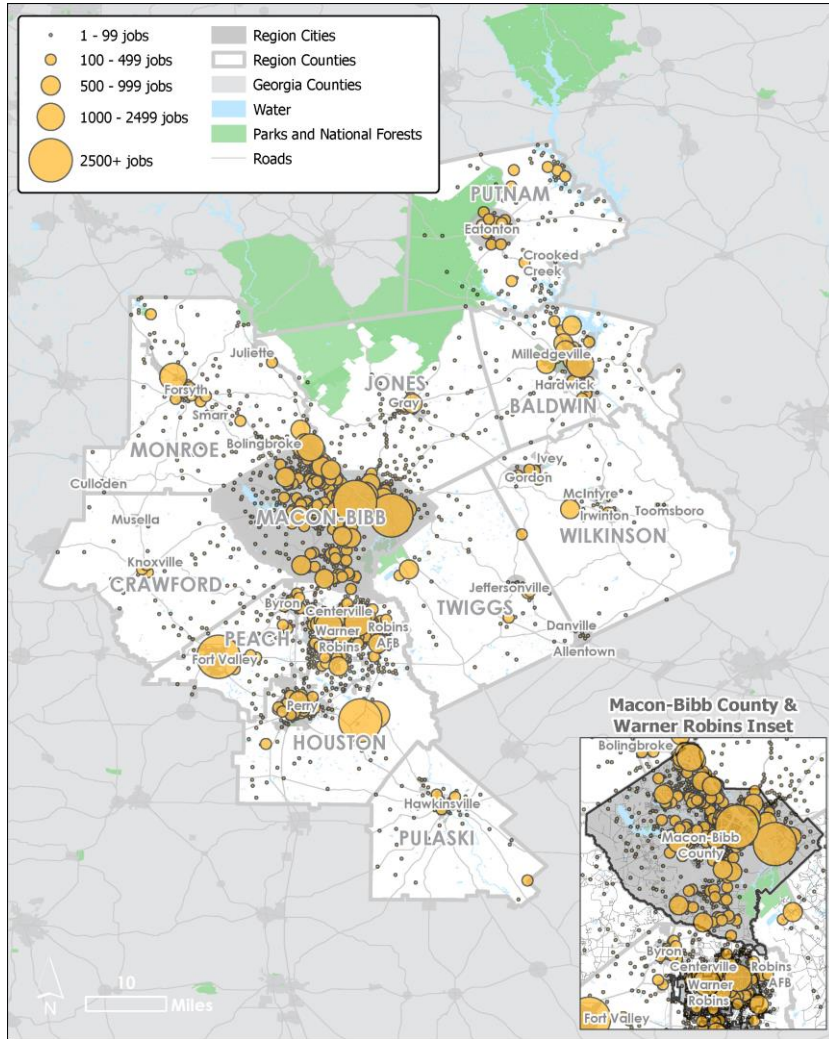 1 - 99 jobs
100 - 499 jobs
500 - 999 jobs
1000 - 2499 jobs
2500+ jobs
Region Cities
Region Counties
Georgia Counties
Water
Parks and National Forests
Roads
PUTNAM
Eatonton
Crooked
Creek
Juliette
Milledgeville
JONES
Forsyth
Hardwick
Gray
BALDWIN
Smarr
Bolingbroke
MONROE
Ivey
Gordon
Culloden
McIntyre
Toomsboro
Irwinton
MACON-BIBB
Musella
WILKINSON
Knoxville
CRAWFORD
Jeffersonville
Byron
Centerville
TWIGGS
Warner
Robins
Robins
AFB
PEACH
Danville
Allentown
Fort Valley
Perry
HOUSTON
Hawkinsville
PULASKI
10
Miles
N
Macon-Bibb County &
Warner Robins Inset
Bolingbroke
Macon-Bibb
County
Byron
Centerville
Robins
AFB
Warner
Robins
Fort Valley